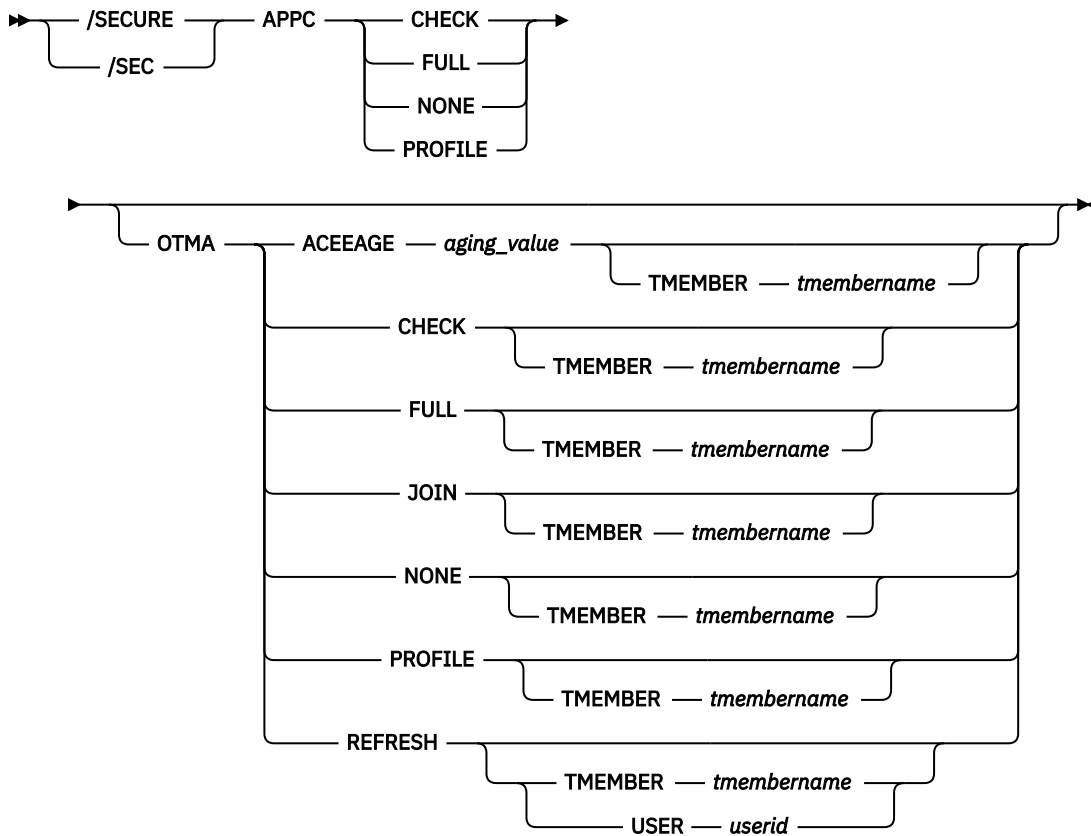 /SECURE APPC CHECK
/SEC FULL
NONE
PROFILE
OTMA ACEEAGE aging_value
TMEMBER tmembername
CHECK
TMEMBER tmembername
FULL
TMEMBER tmembername
JOIN
TMEMBER tmembername
NONE
TMEMBER tmembername
PROFILE
TMEMBER tmembername
REFRESH
TMEMBER tmembername
USER userid